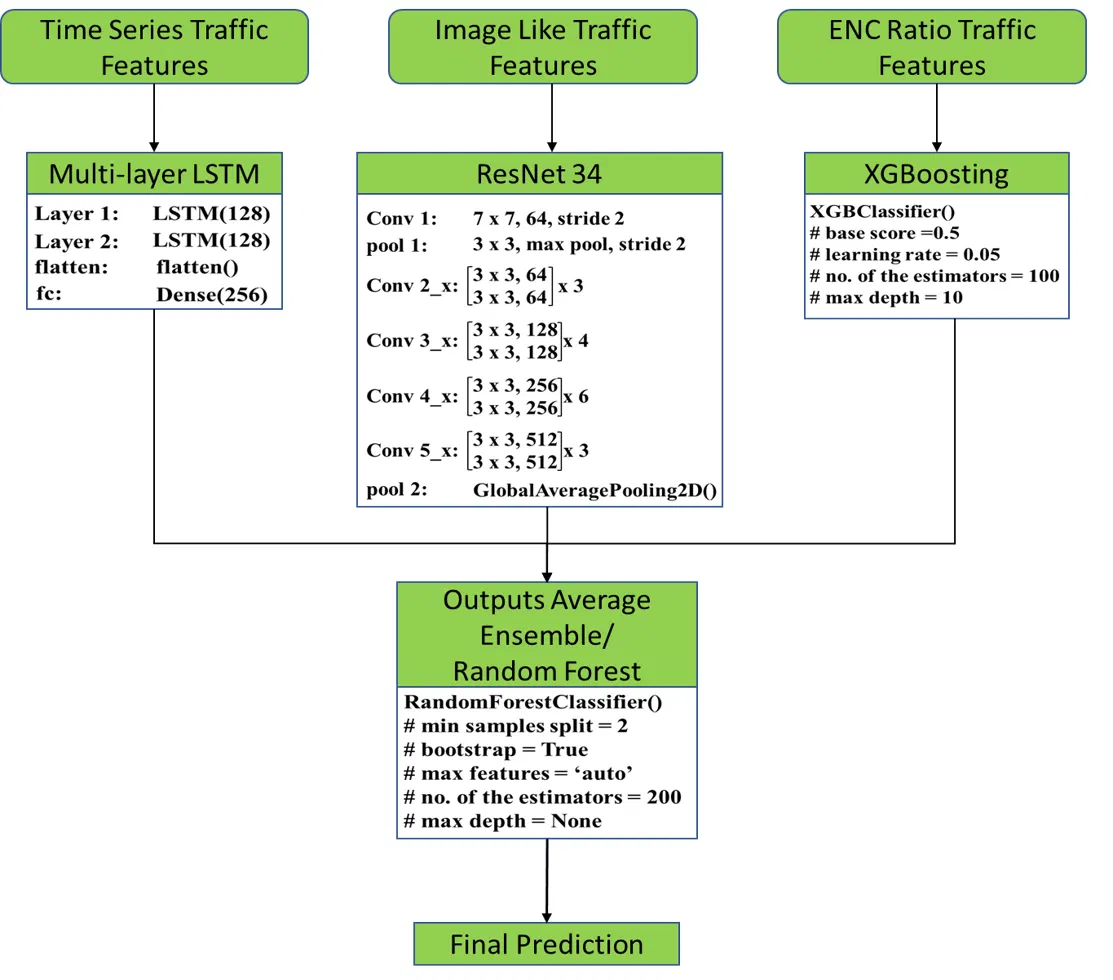 Time Series Traffic
Features
Image Like Traffic
Features
ENC Ratio Traffic
Features
Multi-layer LSTM
Layer 1: LSTM(128)
Layer 2: LSTM(128)
flatten: flatten()
fc: Dense(256)
ResNet 34
Conv 1: 7 x 7, 64, stride 2
pool 1: 3 x 3, max pool, stride 2
Conv 2_x: [3 x 3, 64
3 x 3, 64] x 3
Conv 3_x: [3 x 3, 128
3 x 3, 128] x 4
Conv 4_x: [3 x 3, 256
3 x 3, 256] x 6
Conv 5_x: [3 x 3, 512
3 x 3, 512] x 3
pool 2: GlobalAveragePooling2D()
XGBoosting
XGBClassifier()
# base score =0.5
# learning rate = 0.05
# no. of the estimators = 100
# max depth = 10
Outputs Average
Ensemble/
Random Forest
RandomForestClassifier()
# min samples split = 2
# bootstrap = True
# max features = ‘auto’
# no. of the estimators = 200
# max depth = None
Final Prediction